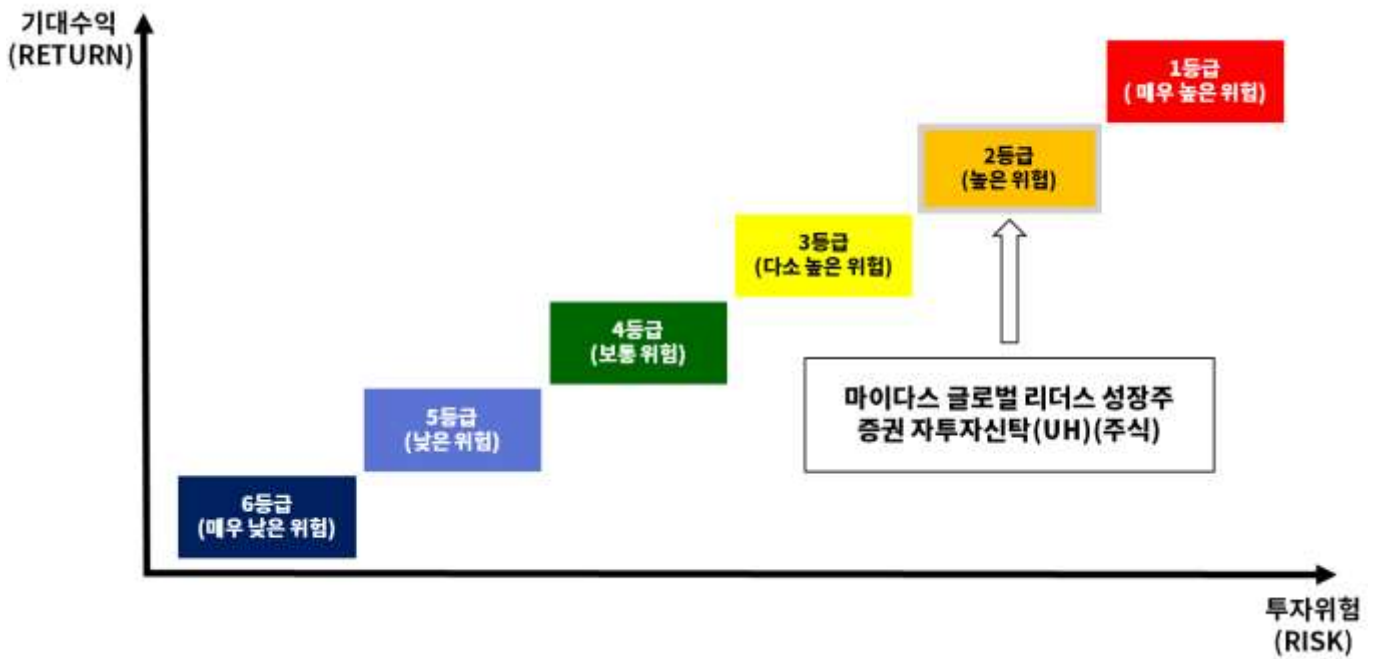 기대수익
(RETURN)
1등급
( 매우 높은 위험)
2등급
(높은 위험)
3등급
(다소 높은 위험)
4등급
(보통 위험)
마이다스 글로벌 리더스 성장주
증권 자투자신탁(UH)(주식)
5등급
(낮은 위험)
6등급
(매우 낮은 위험)
투자위험
(RISK)